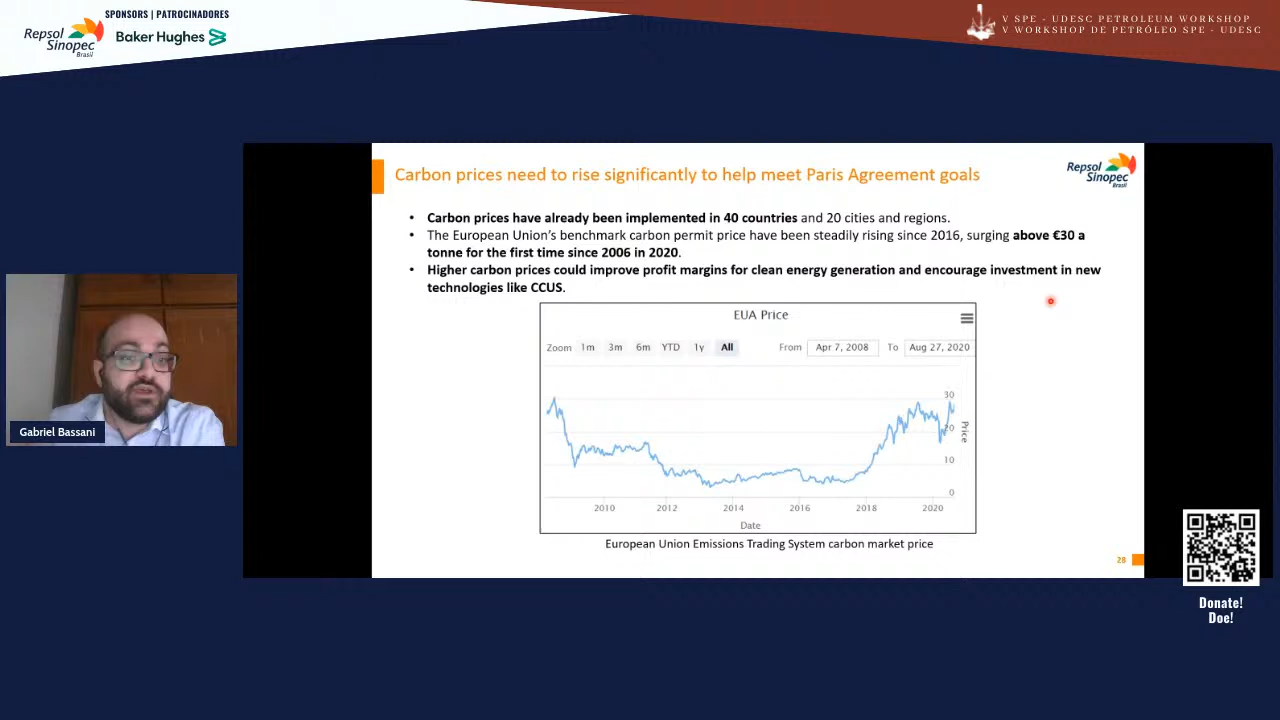 SPONSORS | PATROCINADORES
Repsol
Sinopec
Brasil
Baker Hughes
V SPE - UDESC PETROLEUM WORKSHOP
V WORKSHOP DE PETRÓLEO SPE - UDESC
Carbon prices need to rise significantly to help meet Paris Agreement goals
Repsol
Sinopec
Brasil
• Carbon prices have already been implemented in 40 countries and 20 cities and regions.
• The European Union's benchmark carbon permit price have been steadily rising since 2016, surging above €30 a
tonne for the first time since 2006 in 2020.
• Higher carbon prices could improve profit margins for clean energy generation and encourage investment in new
technologies like CCUS.
EUA Price
Zoom 1m 3m 6m YTD 1y All From Apr 7, 2008 To Aug 27, 2020
30
20
10
0
Price
2010 2012 2014 2016 2018 2020
Date
European Union Emissions Trading System carbon market price
28
Gabriel Bassani
Donate!
Doe!